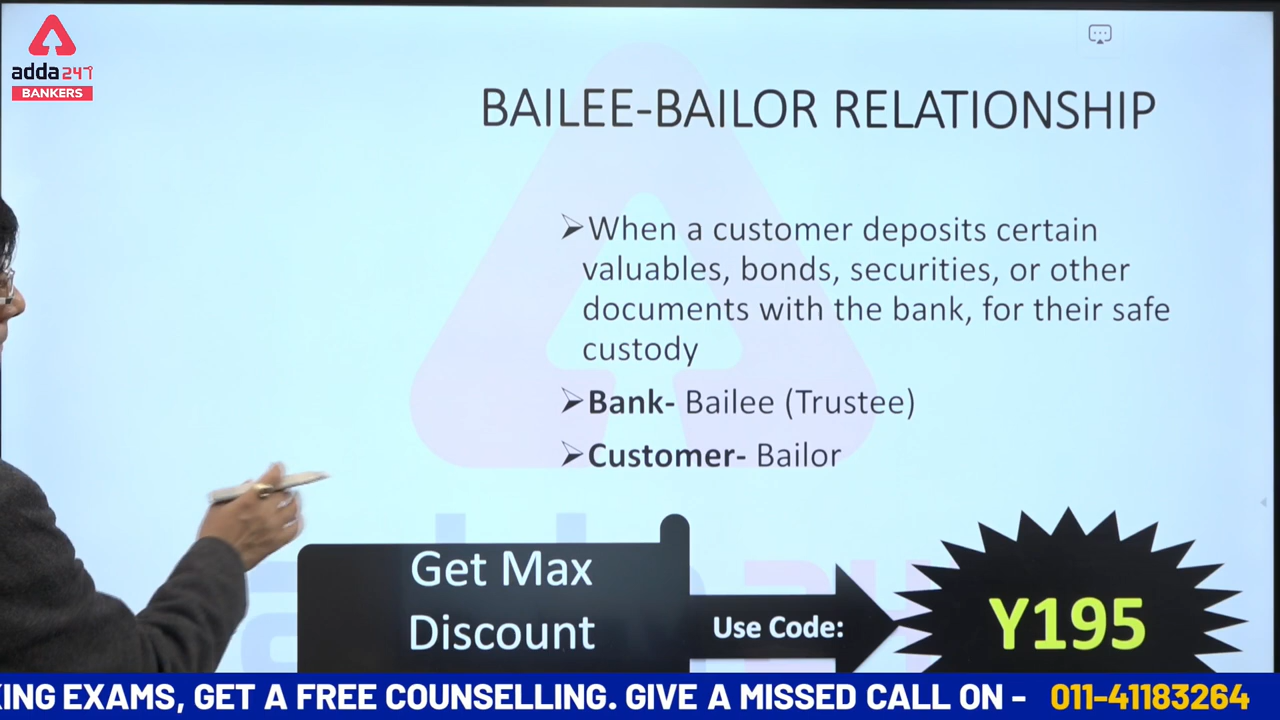 adda247
BANKERS
BAILEE-BAILOR RELATIONSHIP
➢When a customer deposits certain
valuables, bonds, securities, or other
documents with the bank, for their safe
custody
➢Bank- Bailee (Trustee)
➢Customer- Bailor
Get Max
Discount
Use Code:
Y195
KING EXAMS, GET A FREE COUNSELLING. GIVE A MISSED CALL ON - 011-41183264